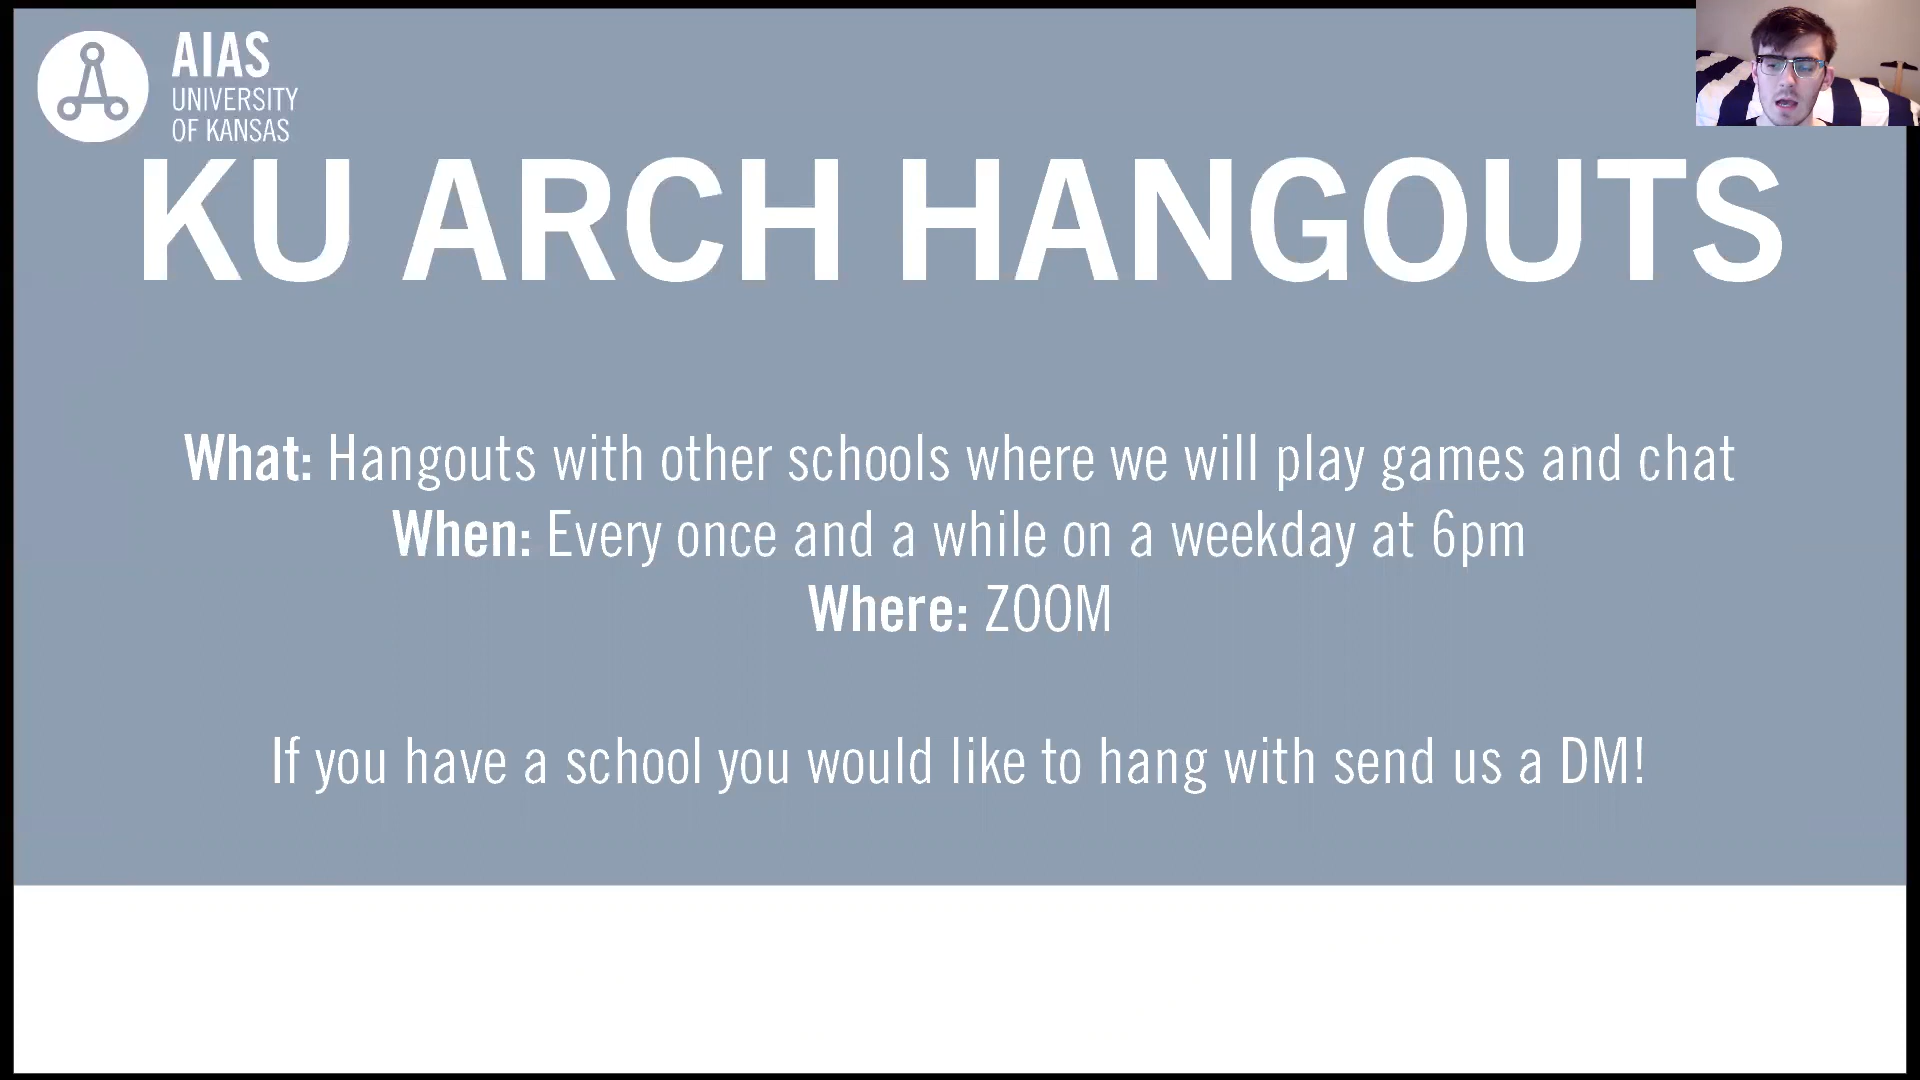 AIAS
UNIVERSITY
OF KANSAS
KU ARCH HANGOUTS
What: Hangouts with other schools where we will play games and chat
When: Every once and a while on a weekday at 6pm
Where: ZOOM
If you have a school you would like to hang with send us a DM!